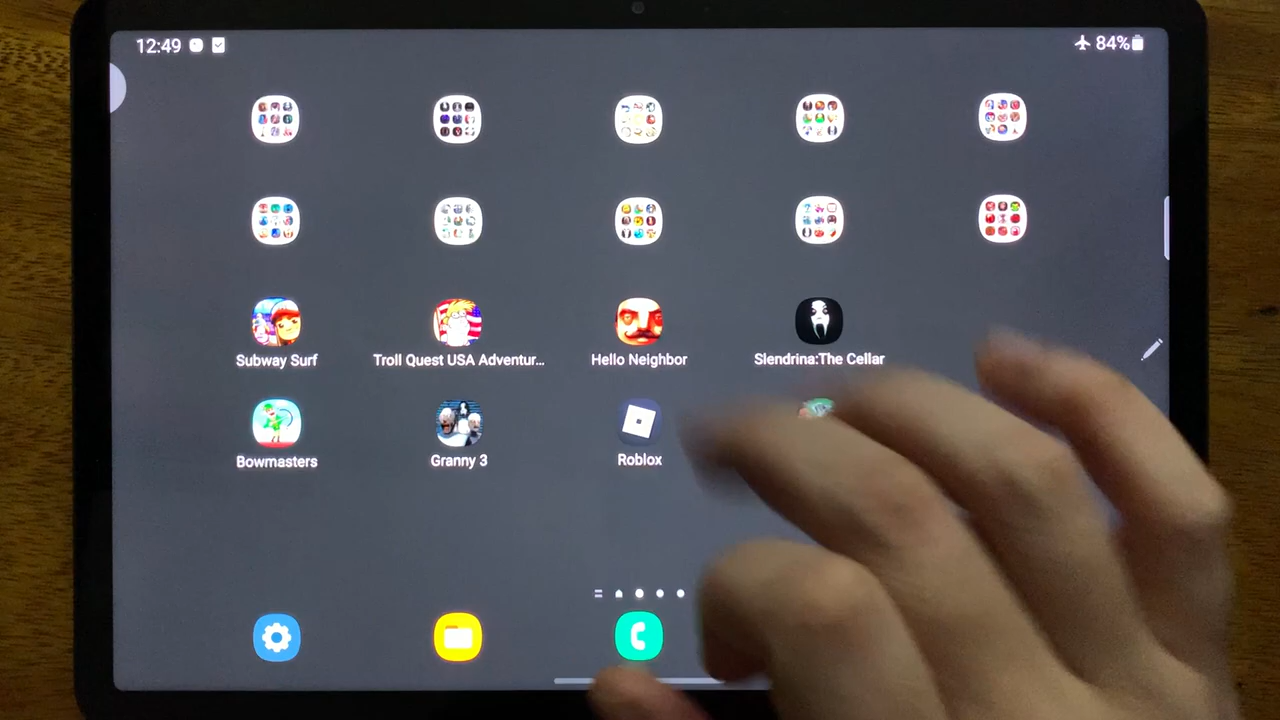 12:49
84%
Subway Surf
Troll Quest USA Adventur...
Hello Neighbor
Slendrina:The Cellar
Bowmasters
Granny 3
Roblox